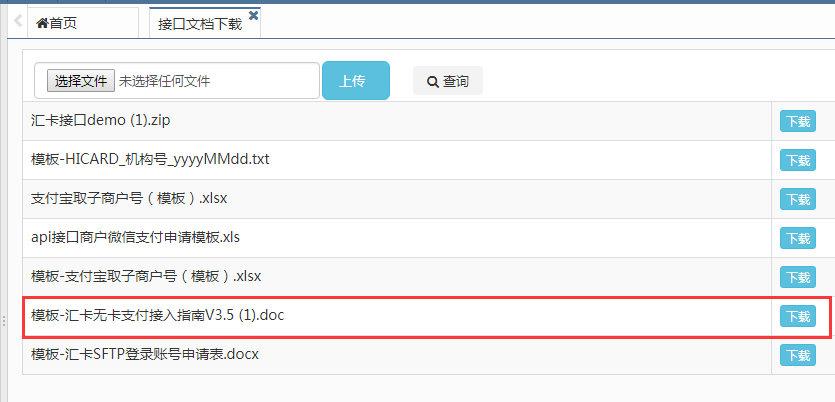 首页 接口文档下载
选择文件 未选择任何文件 上传 查询
汇卡接口demo (1).zip 下载
模板-HICARD_机构号_yyyyMMdd.txt 下载
支付宝取子商户号（模板）.xlsx 下载
api接口商户微信支付申请模板.xls 下载
模板-支付宝取子商户号（模板）.xlsx 下载
模板-汇卡无卡支付接入指南V3.5 (1).doc 下载
模板-汇卡SFTP登录账号申请表.docx 下载